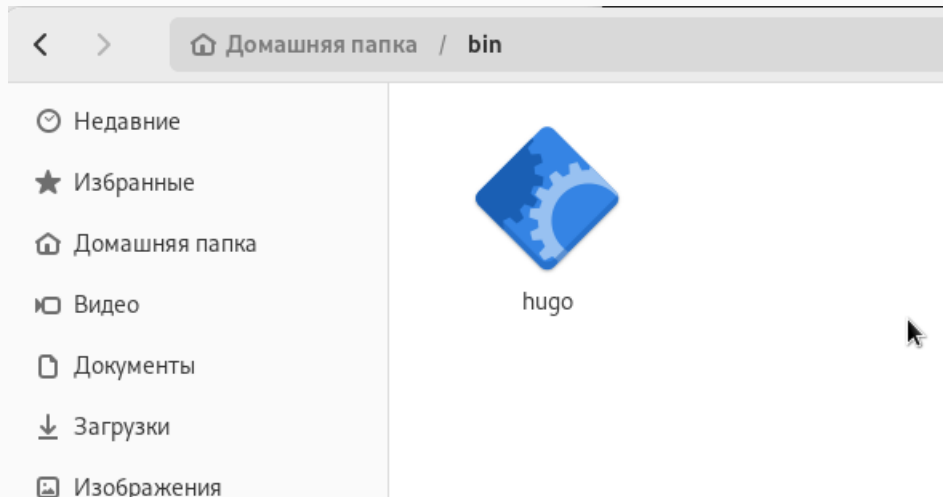 Домашняя папка / bin
Недавние
Избранные
Домашняя папка
Видео
Документы
Загрузки
Изображения
hugo